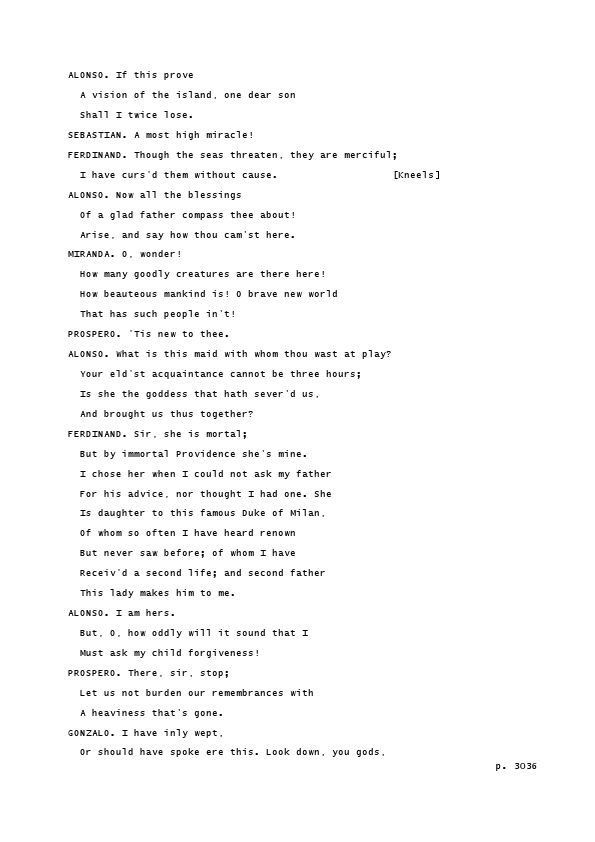 ALONSO. If this prove
A vision of the island, one dear son
Shall I twice lose.
SEBASTIAN. A most high miracle!
FERDINAND. Though the seas threaten, they are merciful;
I have curs'd them without cause. [Kneels]
ALONSO. Now all the blessings
Of a glad father compass thee about!
Arise, and say how thou cam'st here.
MIRANDA. O, wonder!
How many goodly creatures are there here!
How beauteous mankind is! O brave new world
That has such people in't!
PROSPERO. 'Tis new to thee.
ALONSO. What is this maid with whom thou wast at play?
Your eld'st acquaintance cannot be three hours;
Is she the goddess that hath sever'd us,
And brought us thus together?
FERDINAND. Sir, she is mortal;
But by immortal Providence she's mine.
I chose her when I could not ask my father
For his advice, nor thought I had one. She
Is daughter to this famous Duke of Milan,
Of whom so often I have heard renown
But never saw before; of whom I have
Receiv'd a second life; and second father
This lady makes him to me.
ALONSO. I am hers.
But, O, how oddly will it sound that I
Must ask my child forgiveness!
PROSPERO. There, sir, stop;
Let us not burden our remembrances with
A heaviness that's gone.
GONZALO. I have inly wept,
Or should have spoke ere this. Look down, you gods,
p. 3036